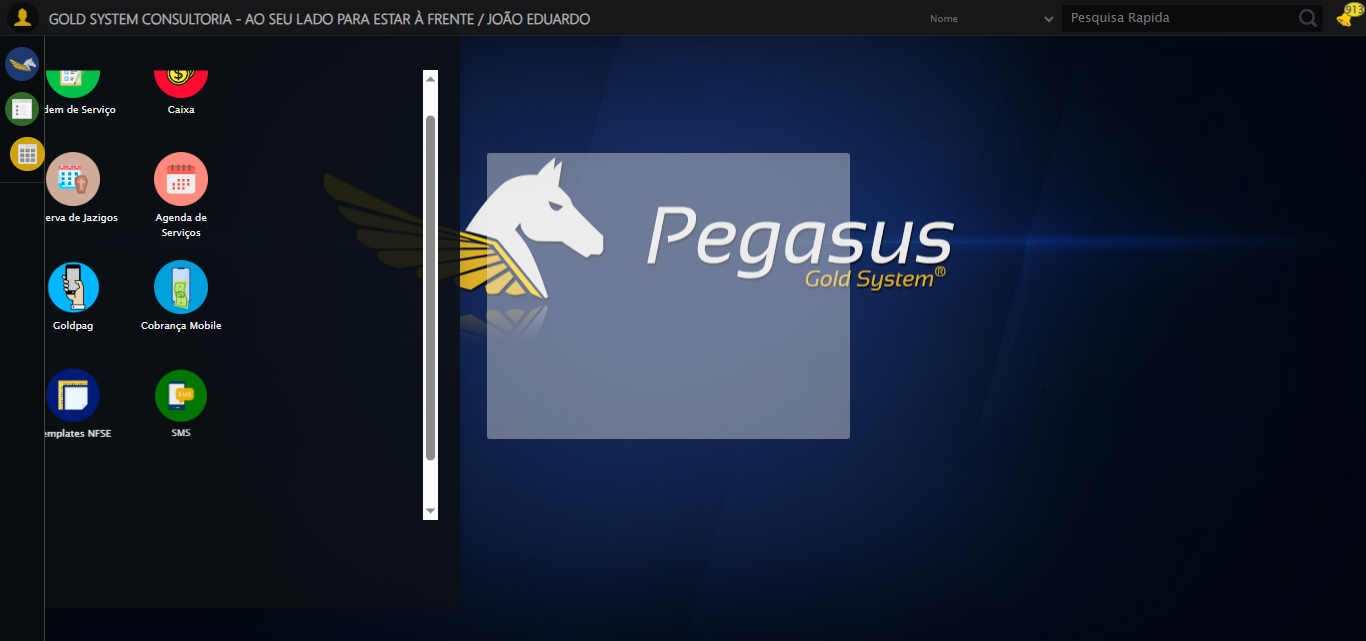 GOLD SYSTEM CONSULTORIA - AO SEU LADO PARA ESTAR À FRENTE / JOÃO EDUARDO
Nome
Pesquisa Rapida
913
dem de Serviço
Caixa
erva de Jazigos
Agenda de
Serviços
Goldpag
Cobrança Mobile
emplates NFSE
SMS
Pegasus
Gold System®